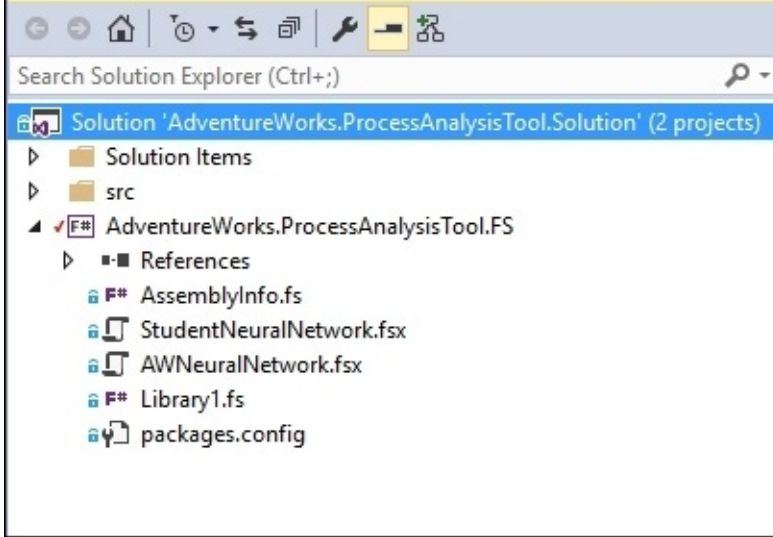 Search Solution Explorer (Ctrl+;)
Solution 'AdventureWorks.ProcessAnalysisTool.Solution' (2 projects)
Solution Items
src
F# AdventureWorks.ProcessAnalysisTool.FS
References
F# AssemblyInfo.fs
StudentNeuralNetwork.fsx
AWNeuralNetwork.fsx
F# Library1.fs
packages.config